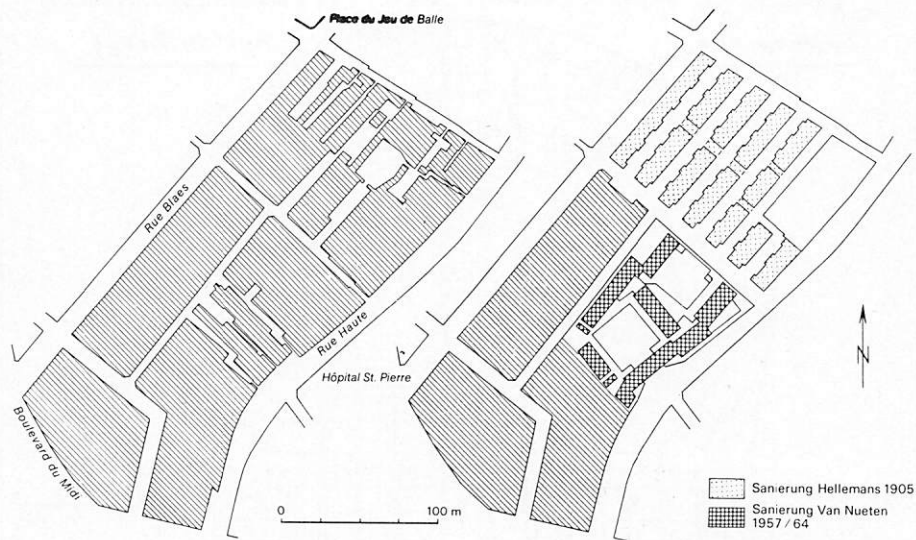 Place du Jeu de Balle
Rue Blaes
Rue Haute
Hôpital St. Pierre
Boulevard du Midi
N
0 100 m
Sanierung Hellemans 1905
Sanierung Van Nueten
1957/64